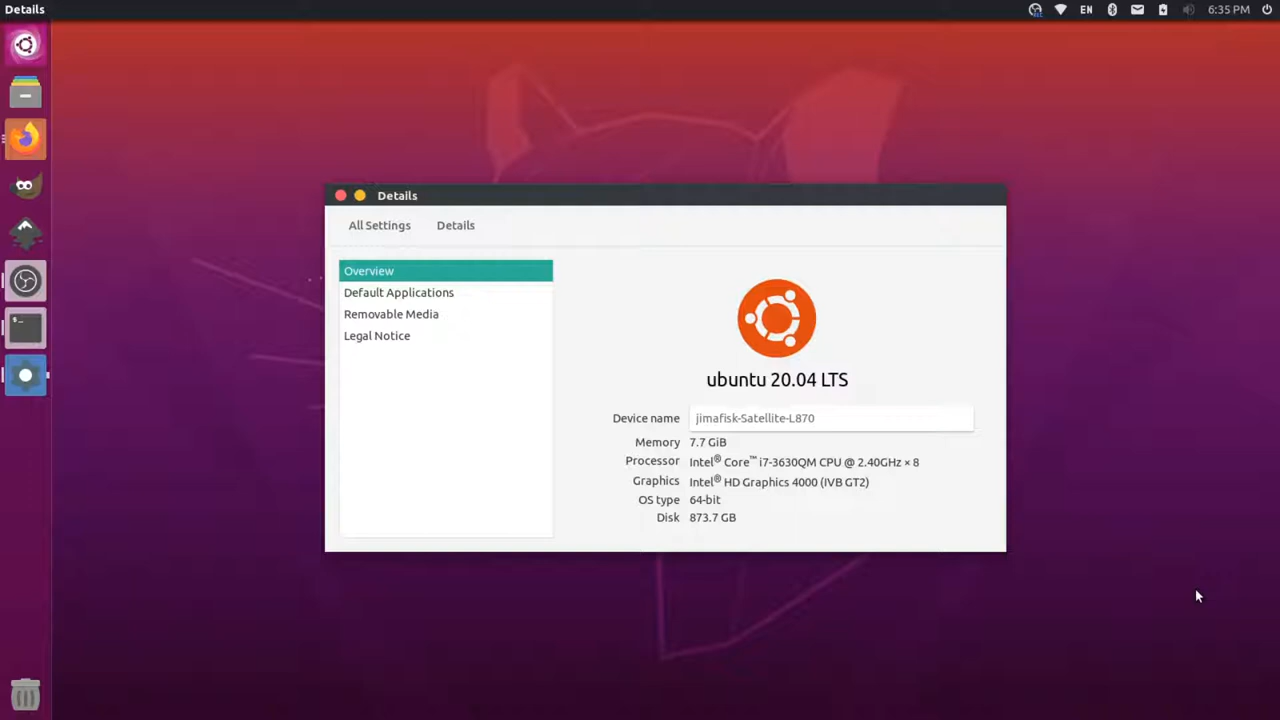 Details
EN
6:35 PM
Details
All Settings
Details
Overview
Default Applications
Removable Media
Legal Notice
ubuntu 20.04 LTS
Device name jimafisk-Satellite-L870
Memory 7.7 GiB
Processor Intel® Core™ i7-3630QM CPU @ 2.40GHz × 8
Graphics Intel® HD Graphics 4000 (IVB GT2)
OS type 64-bit
Disk 873.7 GB